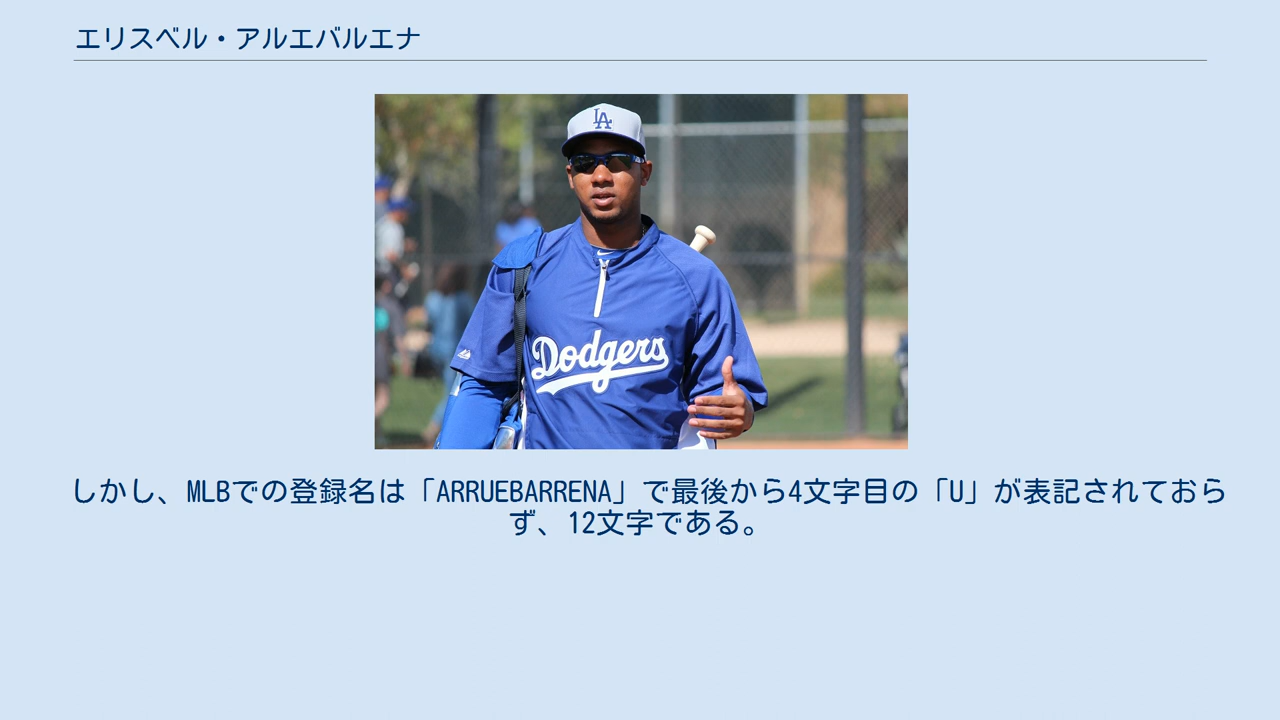 エリスベル・アルエバルエナ
LA
Dodgers
しかし、MLBでの登録名は「ARRUEBARRENA」で最後から4文字目の「U」が表記されておら
ず、12文字である。